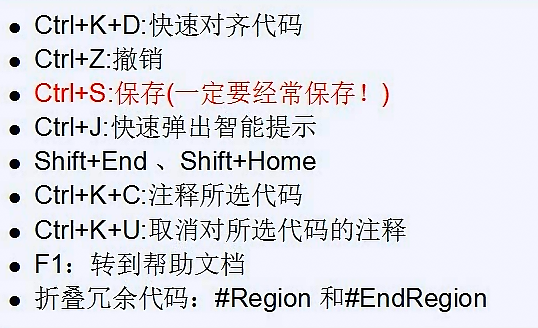 Ctrl+K+D:快速对齐代码
Ctrl+Z:撤销
Ctrl+S:保存(一定要经常保存！)
Ctrl+J:快速弹出智能提示
Shift+End 、Shift+Home
Ctrl+K+C:注释所选代码
Ctrl+K+U:取消对所选代码的注释
F1：转到帮助文档
折叠冗余代码：#Region 和#EndRegion